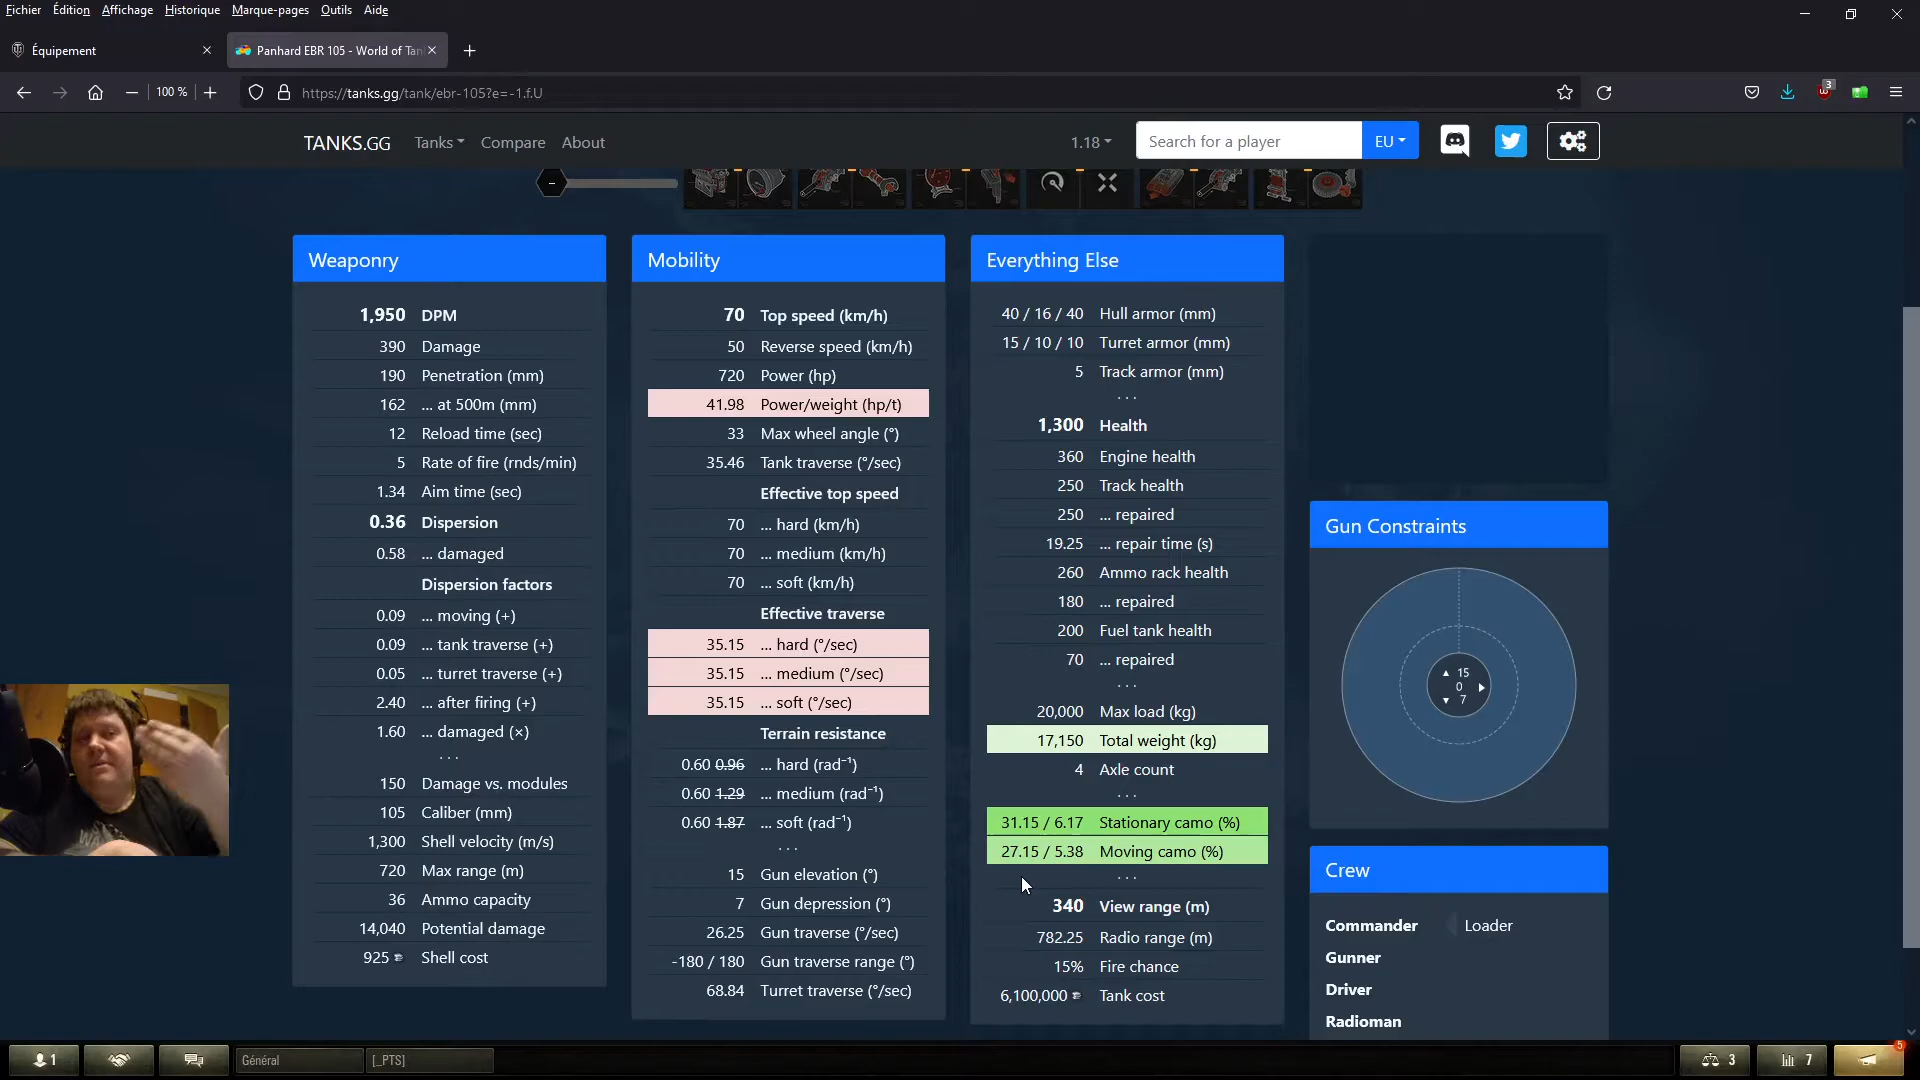 Fichier Édition Affichage Historique Marque-pages Outils Aide
Équipement
Panhard EBR 105 - World of Tan
100 %
https://tanks.gg/tank/ebr-105?e=-1.f.U
3
TANKS.GG Tanks Compare About
1.18
Search for a player
EU
Weaponry
1,950 DPM
390 Damage
190 Penetration (mm)
162 ... at 500m (mm)
12 Reload time (sec)
5 Rate of fire (rnds/min)
1.34 Aim time (sec)
0.36 Dispersion
0.58 ... damaged
Dispersion factors
0.09 ... moving (+)
0.09 ... tank traverse (+)
0.05 ... turret traverse (+)
2.40 ... after firing (+)
1.60 ... damaged (×)
...
150 Damage vs. modules
105 Caliber (mm)
1,300 Shell velocity (m/s)
720 Max range (m)
36 Ammo capacity
14,040 Potential damage
925 Shell cost
Mobility
70 Top speed (km/h)
50 Reverse speed (km/h)
720 Power (hp)
41.98 Power/weight (hp/t)
33 Max wheel angle (°)
35.46 Tank traverse (°/sec)
Effective top speed
70 ... hard (km/h)
70 ... medium (km/h)
70 ... soft (km/h)
Effective traverse
35.15 ... hard (°/sec)
35.15 ... medium (°/sec)
35.15 ... soft (°/sec)
Terrain resistance
0.60 0.96 ... hard (rad⁻¹)
0.60 1.29 ... medium (rad⁻¹)
0.60 1.87 ... soft (rad⁻¹)
...
15 Gun elevation (°)
7 Gun depression (°)
26.25 Gun traverse (°/sec)
-180 / 180 Gun traverse range (°)
68.84 Turret traverse (°/sec)
Everything Else
40 / 16 / 40 Hull armor (mm)
15 / 10 / 10 Turret armor (mm)
5 Track armor (mm)
...
1,300 Health
360 Engine health
250 Track health
250 ... repaired
19.25 ... repair time (s)
260 Ammo rack health
180 ... repaired
200 Fuel tank health
70 ... repaired
...
20,000 Max load (kg)
17,150 Total weight (kg)
4 Axle count
...
31.15 / 6.17 Stationary camo (%)
27.15 / 5.38 Moving camo (%)
...
340 View range (m)
782.25 Radio range (m)
15% Fire chance
6,100,000 Tank cost
Gun Constraints
15
0
7
Crew
Commander Loader
Gunner
Driver
Radioman
1
Général
[_PTS]
3
7
5